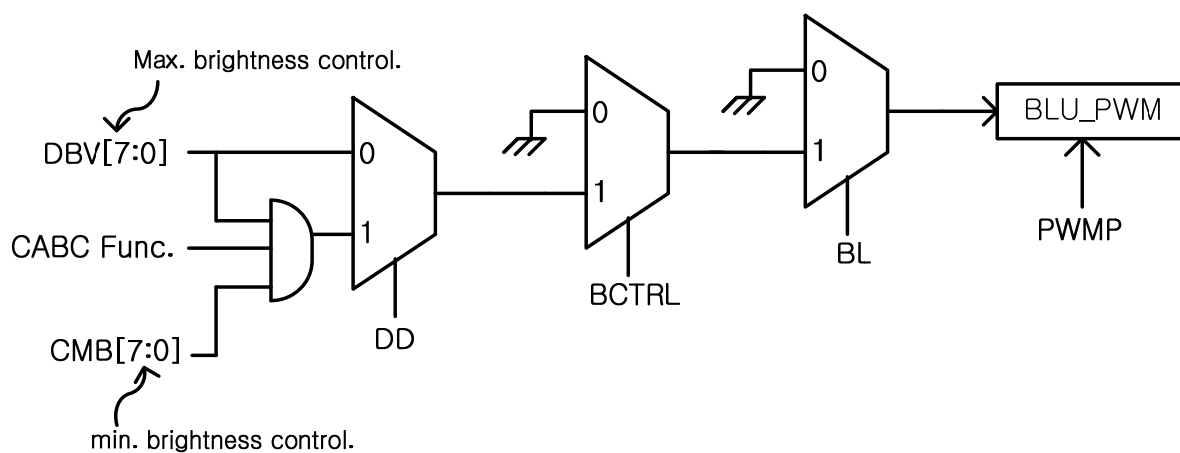 Max. brightness control.
DBV[7:0]
CABC Func.
CMB[7:0]
min. brightness control.
0
1
DD
0
1
BCTRL
0
1
BL
BLU_PWM
PWMP